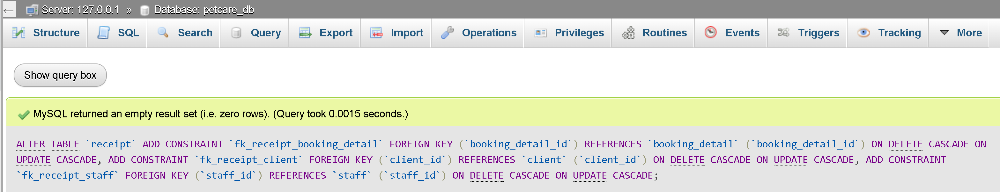 ← Server: 127.0.0.1 » Database: petcare_db
Structure SQL Search Query Export Import Operations Privileges Routines Events Triggers Tracking More
Show query box
MySQL returned an empty result set (i.e. zero rows). (Query took 0.0015 seconds.)
ALTER TABLE `receipt` ADD CONSTRAINT `fk_receipt_booking_detail` FOREIGN KEY (`booking_detail_id`) REFERENCES `booking_detail` (`booking_detail_id`) ON DELETE CASCADE ON
UPDATE CASCADE, ADD CONSTRAINT `fk_receipt_client` FOREIGN KEY (`client_id`) REFERENCES `client` (`client_id`) ON DELETE CASCADE ON UPDATE CASCADE, ADD CONSTRAINT
`fk_receipt_staff` FOREIGN KEY (`staff_id`) REFERENCES `staff` (`staff_id`) ON DELETE CASCADE ON UPDATE CASCADE;